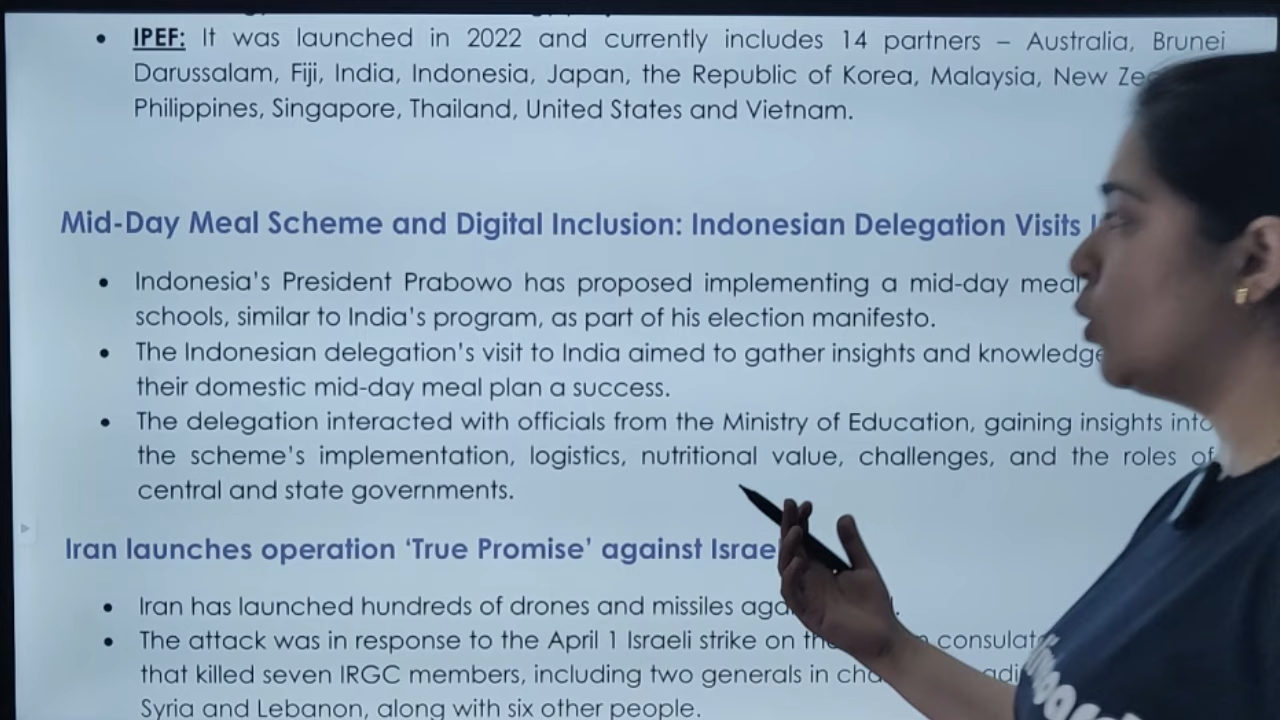 • IPEF: It was launched in 2022 and currently includes 14 partners – Australia, Brunei
Darussalam, Fiji, India, Indonesia, Japan, the Republic of Korea, Malaysia, New
Philippines, Singapore, Thailand, United States and Vietnam.
Mid-Day Meal Scheme and Digital Inclusion: Indonesian Delegation Visits
• Indonesia's President Prabowo has proposed implementing a mid-day meal
schools, similar to India's program, as part of his election manifesto.
• The Indonesian delegation's visit to India aimed to gather insights and knowledge
their domestic mid-day meal plan a success.
• The delegation interacted with officials from the Ministry of Education, gaining insights into
the scheme's implementation, logistics, nutritional value, challenges, and the roles of
central and state governments.
Iran launches operation 'True Promise' against Israel
• Iran has launched hundreds of drones and missiles
• The attack was in response to the April 1 Israeli strike on consulate
that killed seven IRGC members, including two generals in
Syria and Lebanon, along with six other people.